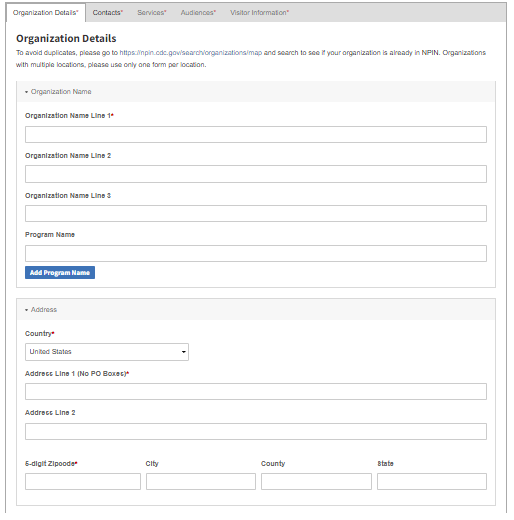 Organization Details* Contacts* Services* Audiences* Visitor Information*
Organization Details
To avoid duplicates, please go to https://npin.cdc.gov/search/organizations/map and search to see if your organization is already in NPIN. Organizations
with multiple locations, please use only one form per location.
Organization Name
Organization Name Line 1*
Organization Name Line 2
Organization Name Line 3
Program Name
Add Program Name
Address
Country*
United States
Address Line 1 (No PO Boxes)*
Address Line 2
5-digit Zipcode* City County State